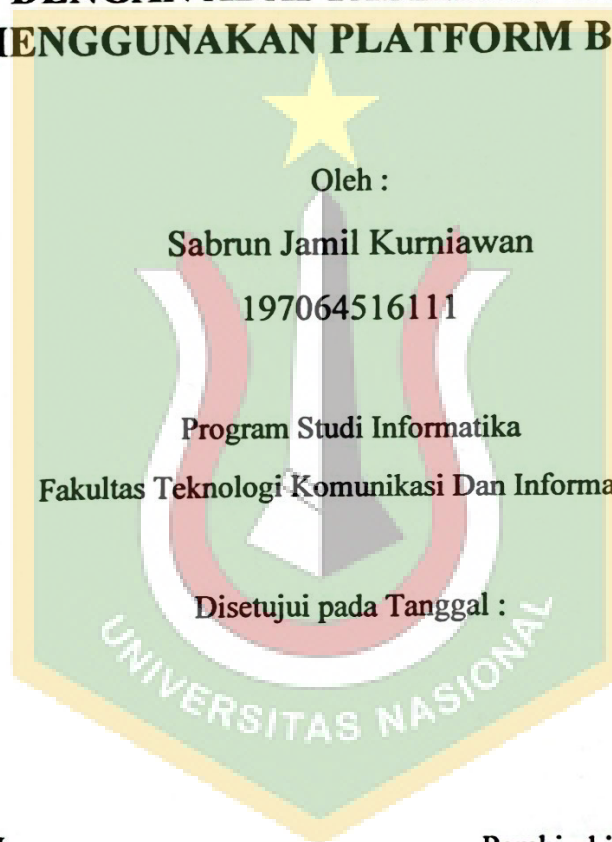 MENGGUNAKAN PLATFORM B
Oleh :
Sabrun Jamil Kurniawan
197064516111
Program Studi Informatika
Fakultas Teknologi Komunikasi Dan Informa
Disetujui pada Tanggal :
UNIVERSITAS NASIONAL